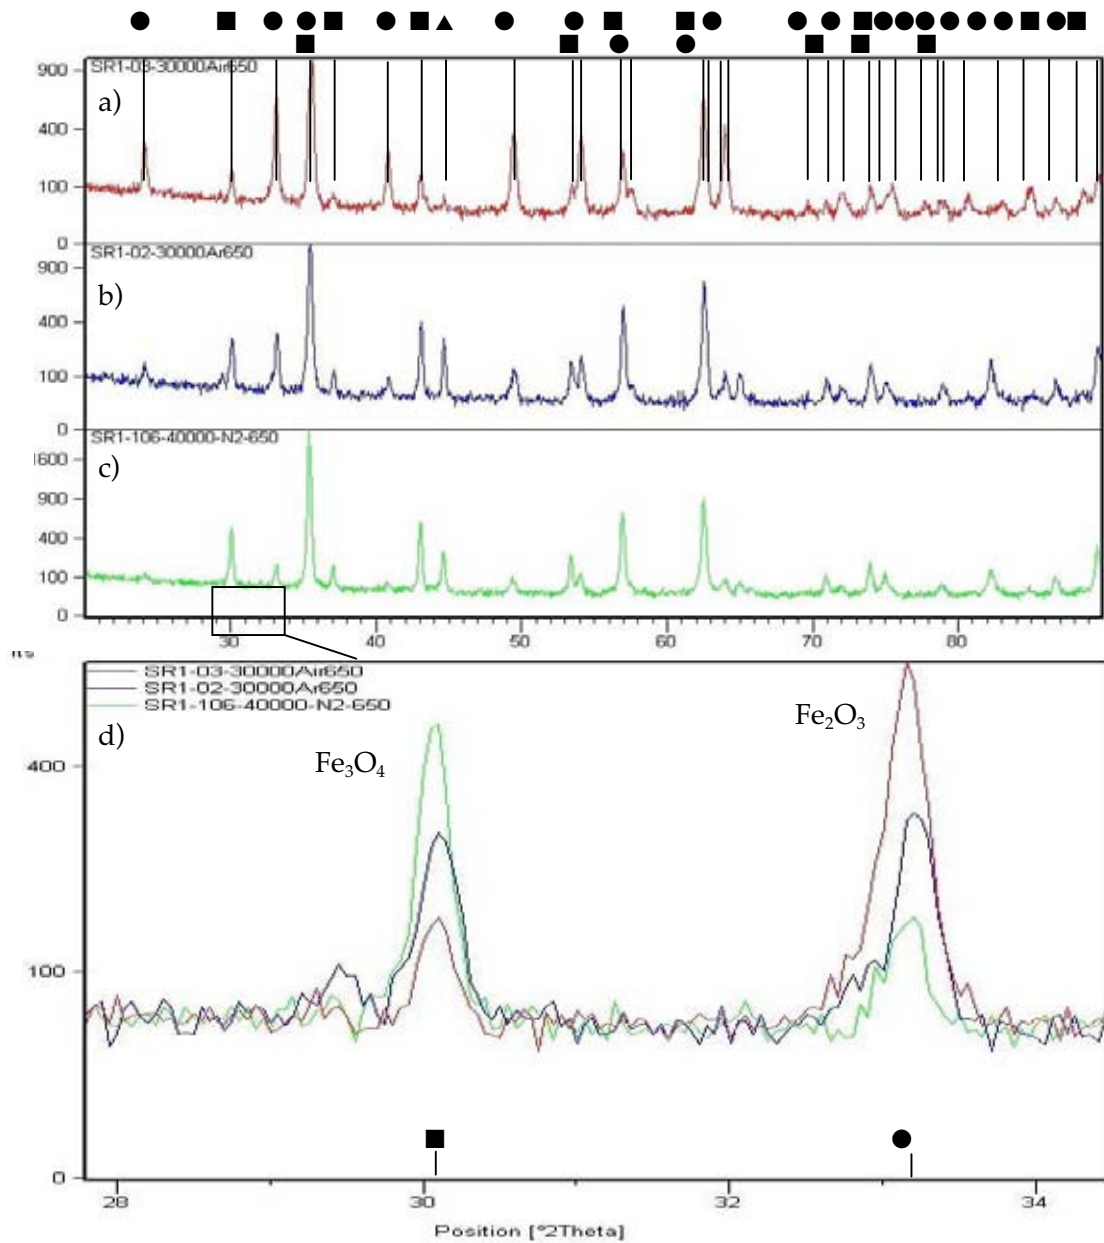 SR1-03-30000Air650
a)
900
400
100
0
SR1-02-30000Ar650
b)
900
400
100
0
SR1-106-40000-N2-650
c)
1600
900
400
100
0
30 40 50 60 70 80
SR1-03-30000Air650
SR1-02-30000Ar650
SR1-106-40000-N2-650
d)
Fe₃O₄
Fe₂O₃
400
100
0
28 30 32 34
Position [°2Theta]